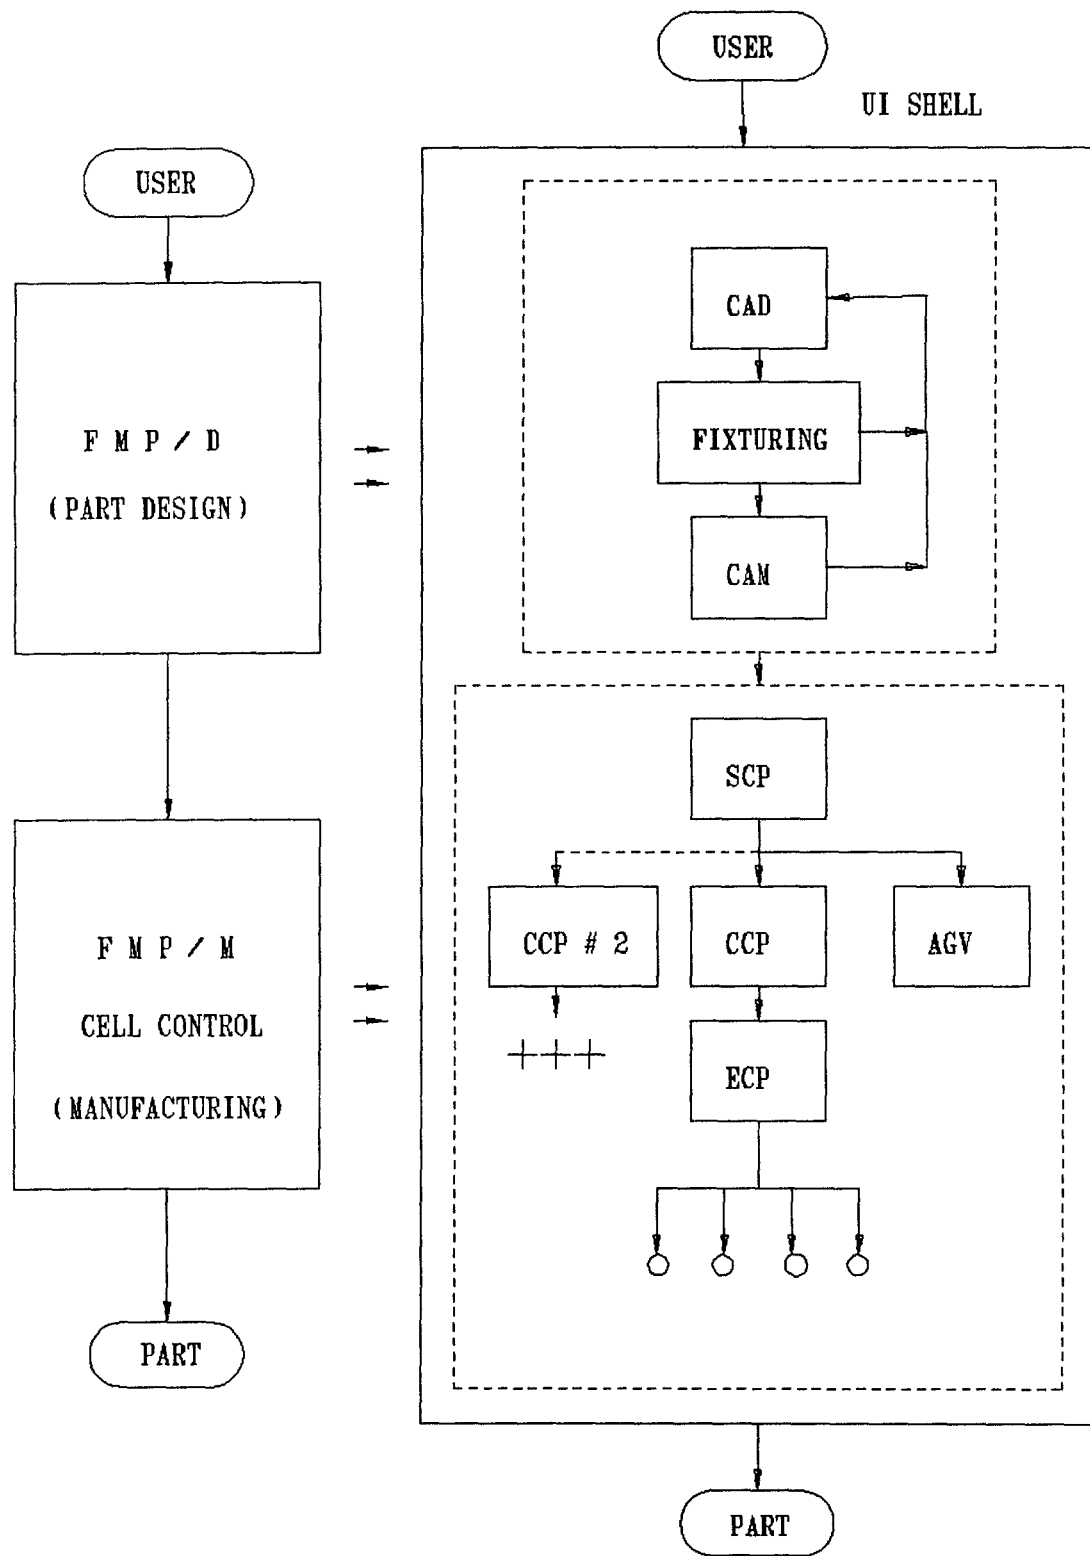 USER
F M P / D
(PART DESIGN)
F M P / M
CELL CONTROL
(MANUFACTURING)
PART
USER
UI SHELL
CAD
FIXTURING
CAM
SCP
CCP # 2
CCP
AGV
ECP
PART